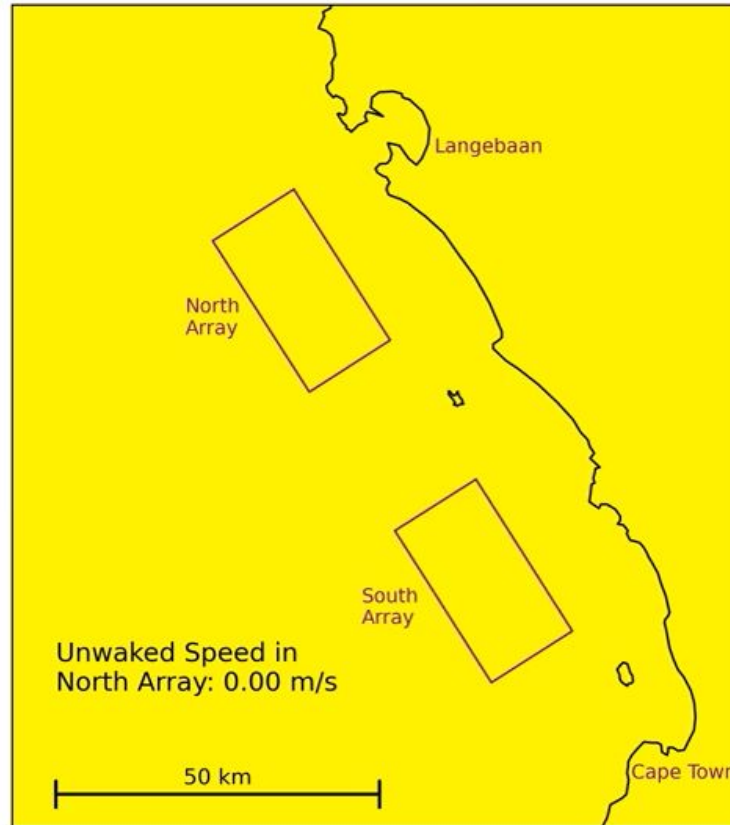 Langebaan
North
Array
South
Array
Unwaked Speed in
North Array: 0.00 m/s
50 km
Cape Town